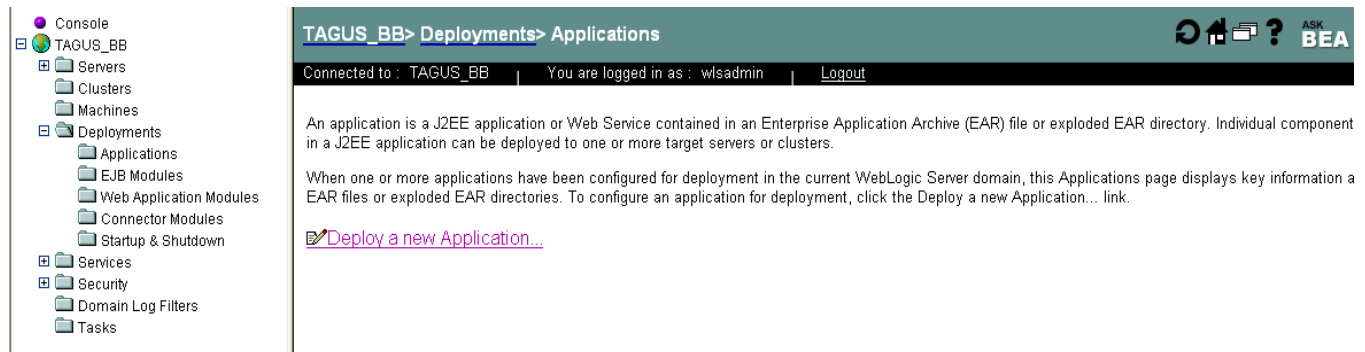 Console
TAGUS_BB
Servers
Clusters
Machines
Deployments
Applications
EJB Modules
Web Application Modules
Connector Modules
Startup & Shutdown
Services
Security
Domain Log Filters
Tasks
TAGUS_BB> Deployments> Applications
? ASK BEA
Connected to : TAGUS_BB | You are logged in as : wlsadmin | Logout
An application is a J2EE application or Web Service contained in an Enterprise Application Archive (EAR) file or exploded EAR directory. Individual component
in a J2EE application can be deployed to one or more target servers or clusters.
When one or more applications have been configured for deployment in the current WebLogic Server domain, this Applications page displays key information a
EAR files or exploded EAR directories. To configure an application for deployment, click the Deploy a new Application... link.
Deploy a new Application...